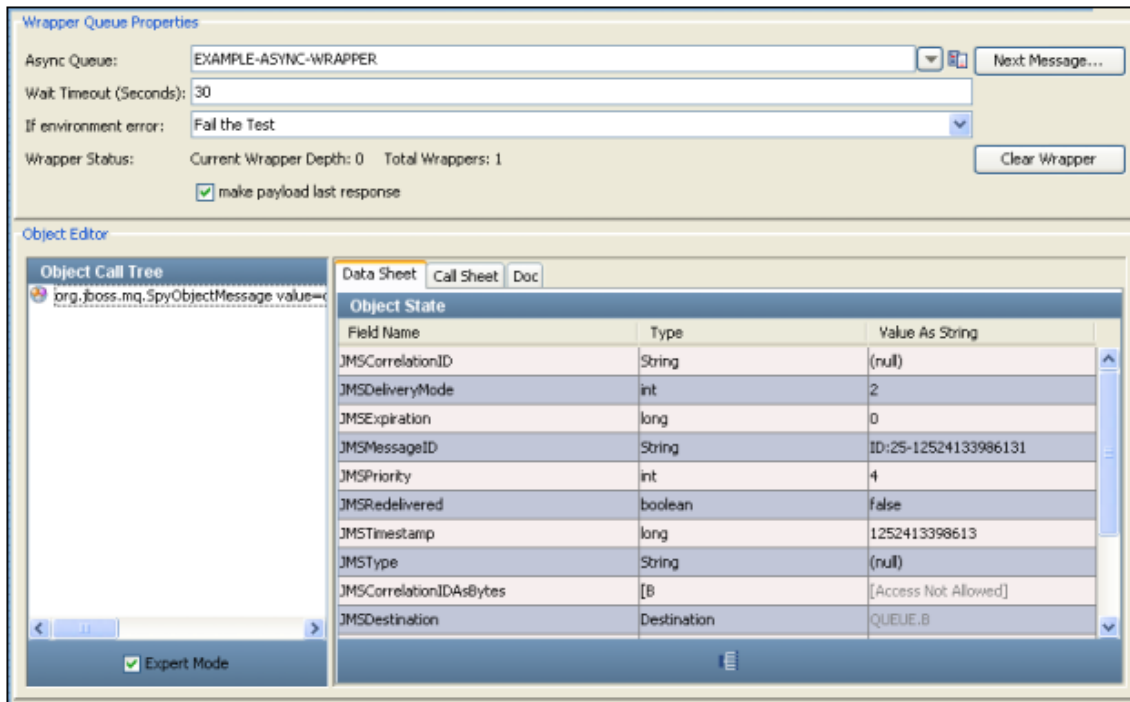 Wrapper Queue Properties
Async Queue: EXAMPLE-ASYNC-WRAPPER Next Message...
Wait Timeout (Seconds): 30
If environment error: Fail the Test
Wrapper Status: Current Wrapper Depth: 0 Total Wrappers: 1 Clear Wrapper
make payload last response
Object Editor
Object Call Tree
org.jboss.mq.SpyObjectMessage value=
Data Sheet Call Sheet Doc
Object State
Field Name Type Value As String
JMSCorrelationID String (null)
JMSDeliveryMode int 2
JMSExpiration long 0
JMSMessageID String ID:25-12524133986131
JMSPriority int 4
JMSRedelivered boolean false
JMSTimestamp long 1252413398613
JMSType String (null)
JMSCorrelationIDAsBytes [B [Access Not Allowed]
JMSDestination Destination QUEUE.B
Expert Mode